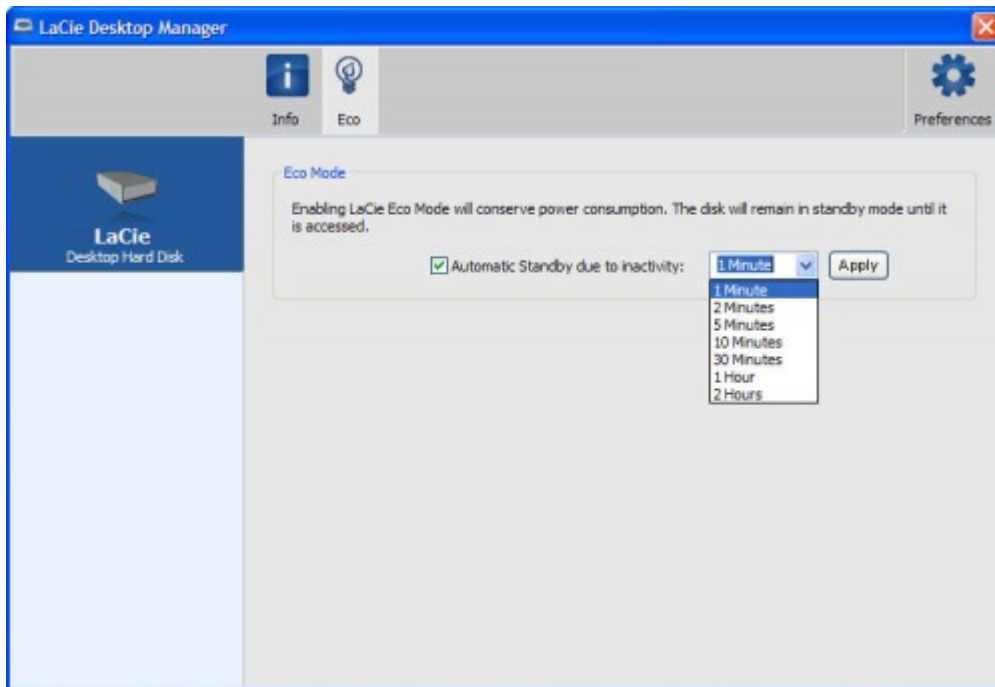 LaCie Desktop Manager
Info
Eco
Preferences
LaCie
Desktop Hard Disk
Eco Mode
Enabling LaCie Eco Mode will conserve power consumption. The disk will remain in standby mode until it
is accessed.
Automatic Standby due to inactivity:
1 Minute
Apply
1 Minute
2 Minutes
5 Minutes
10 Minutes
30 Minutes
1 Hour
2 Hours